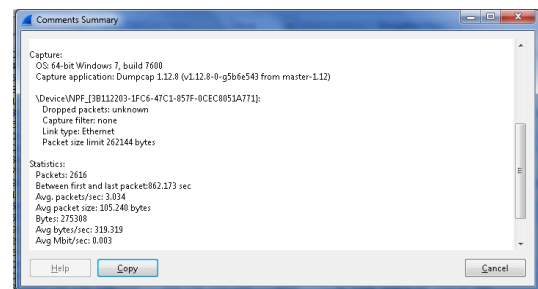 Comments Summary
Capture:
OS: 64-bit Windows 7, build 7600
Capture application: Dumpcap 1.12.8 (v1.12.8-0-g5b6e543 from master-1.12)
\Device\NPF_{3B112203-1FC6-47C1-857F-0CEC8051A771}:
Dropped packets: unknown
Capture filter: none
Link type: Ethernet
Packet size limit 262144 bytes
Statistics:
Packets: 2616
Between first and last packet:862.173 sec
Avg. packets/sec: 3.034
Avg packet size: 105.240 bytes
Bytes: 275308
Avg bytes/sec: 319.319
Avg Mbit/sec: 0.003
Help Copy Cancel